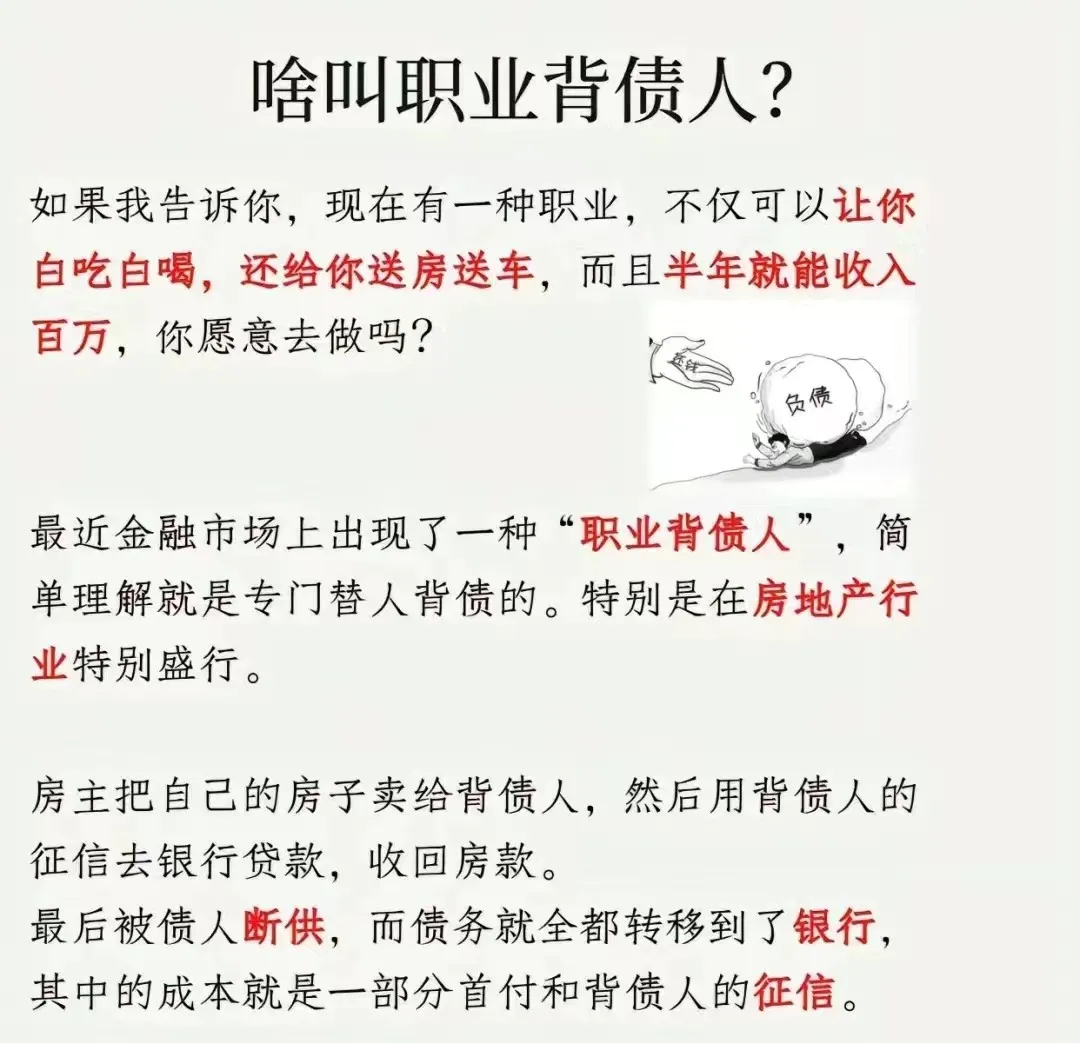 啥叫职业背债人？
如果我告诉你，现在有一种职业，不仅可以让你
白吃白喝，还给你送房送车，而且半年就能收入
百万，你愿意去做吗？
还钱
负债
最近金融市场上出现了一种“职业背债人”，简
单理解就是专门替人背债的。特别是在房地产行
业特别盛行。
房主把自己的房子卖给背债人，然后用背债人的
征信去银行贷款，收回房款。
最后被债人断供，而债务就全都转移到了银行，
其中的成本就是一部分首付和背债人的征信。